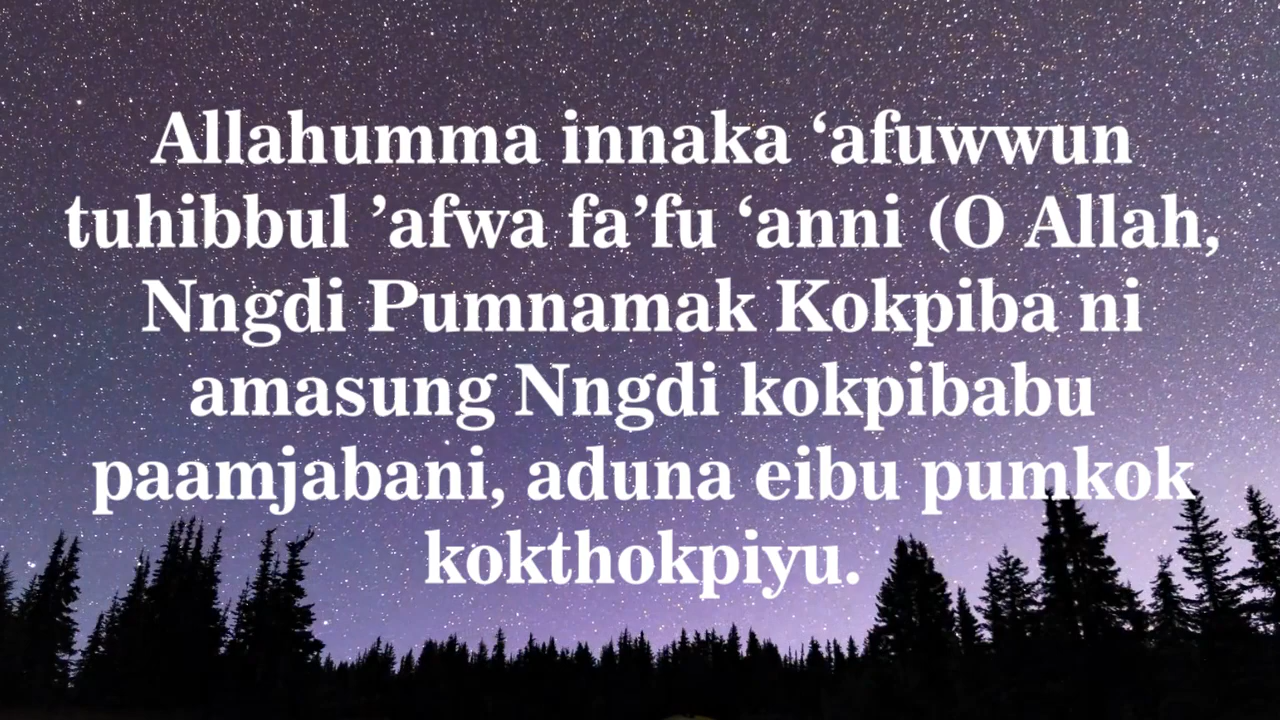 Allahumma innaka ‘afuwwun
tuhibbul ’afwa fa’fu ‘anni (O Allah,
Nngdi Pumnamak Kokpiba ni
amasung Nngdi kokpibabu
paamjabani, aduna eibu pumkok
kokthokpiyu.